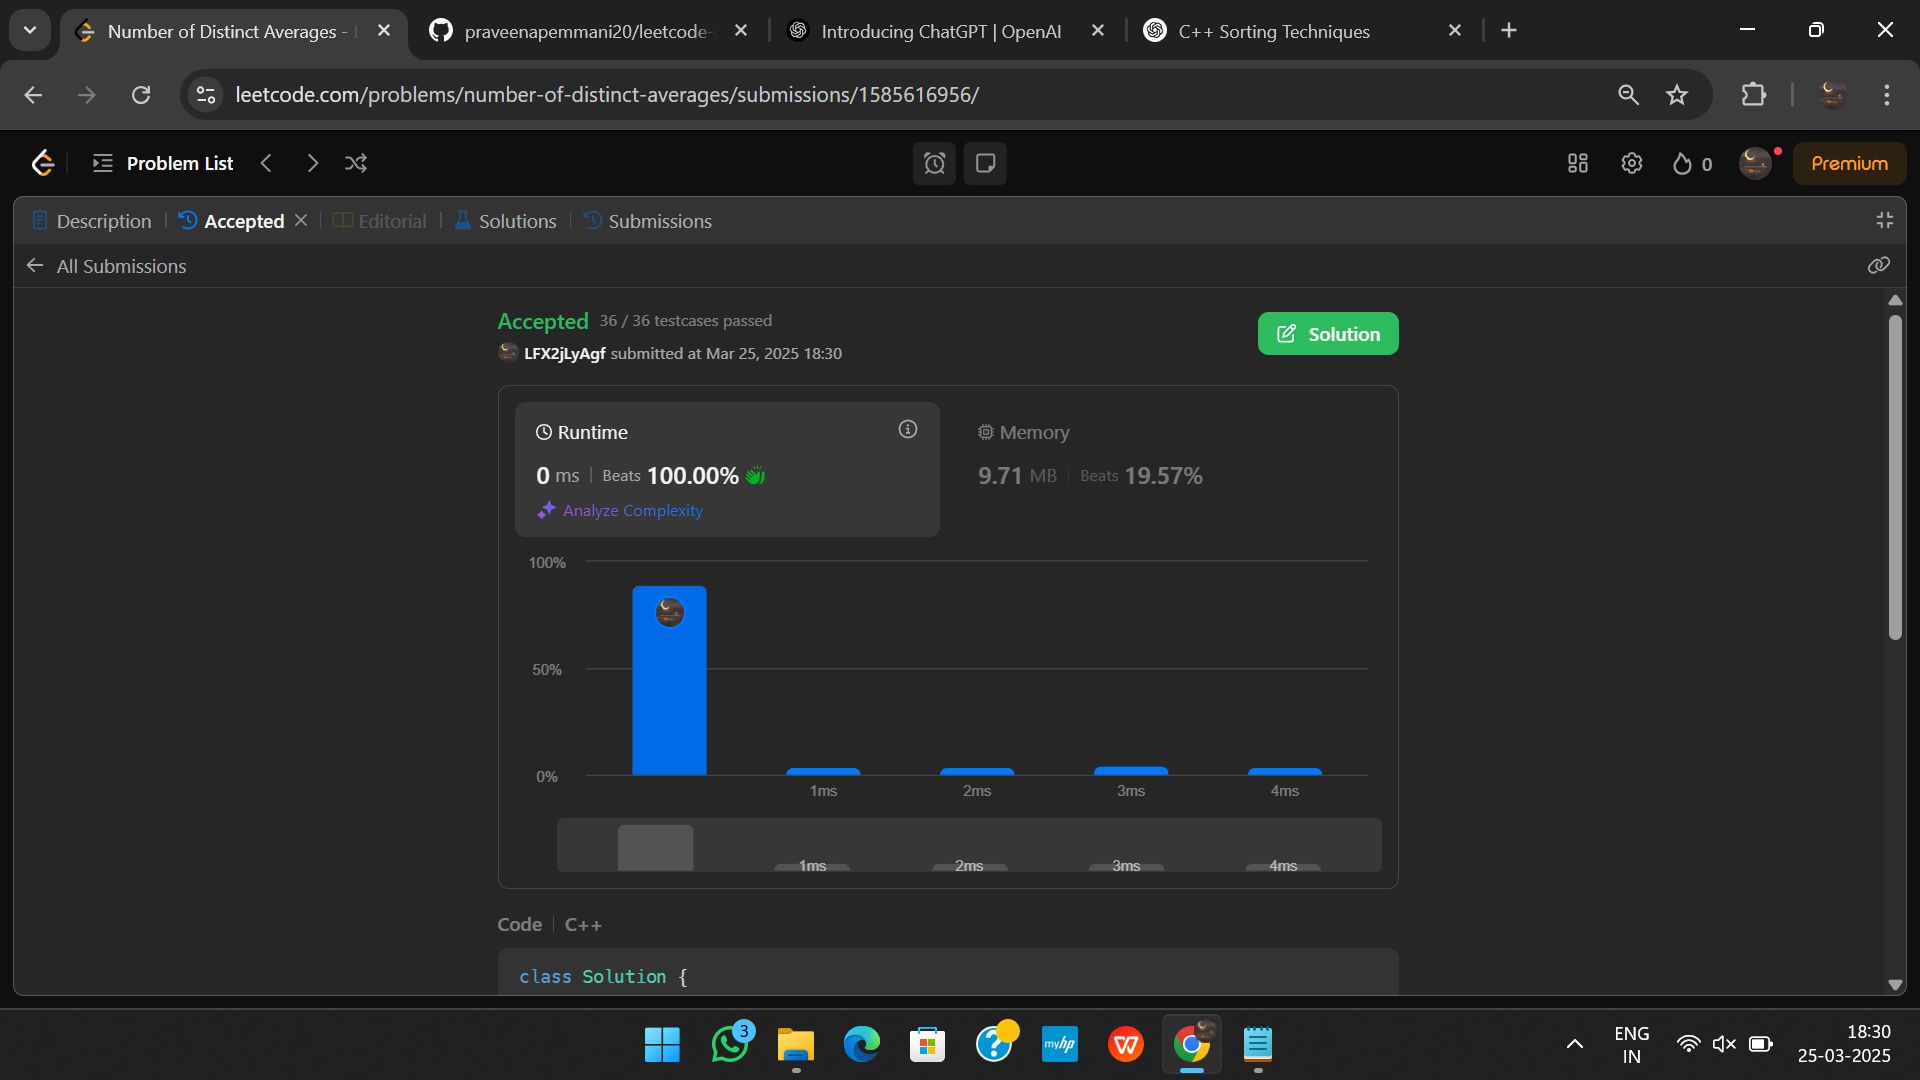 Number of Distinct Averages -
praveenapemmani20/leetcode-
Introducing ChatGPT | OpenAI
C++ Sorting Techniques
leetcode.com/problems/number-of-distinct-averages/submissions/1585616956/
Problem List
0
Premium
Description
Accepted
Editorial
Solutions
Submissions
All Submissions
Accepted 36 / 36 testcases passed
LFX2jLyAgf submitted at Mar 25, 2025 18:30
Solution
Runtime
0 ms | Beats 100.00%
Analyze Complexity
Memory
9.71 MB | Beats 19.57%
100%
50%
0%
1ms
2ms
3ms
4ms
1ms
2ms
3ms
4ms
Code | C++
class Solution {
3
myhp
ENG
IN
18:30
25-03-2025